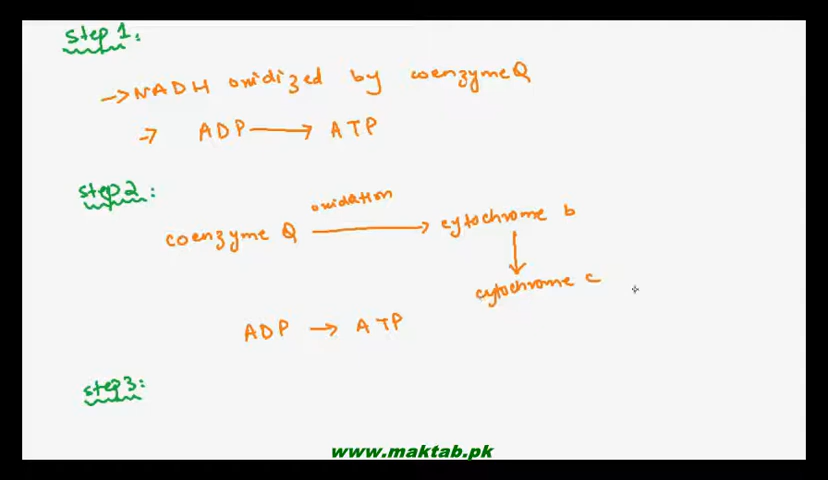 Step 1:
→ NADH oxidized by coenzyme Q
→ ADP → ATP
Step 2:
coenzyme Q oxidation → cytochrome b
↓
cytochrome c
ADP → ATP
Step 3:
www.maktab.pk